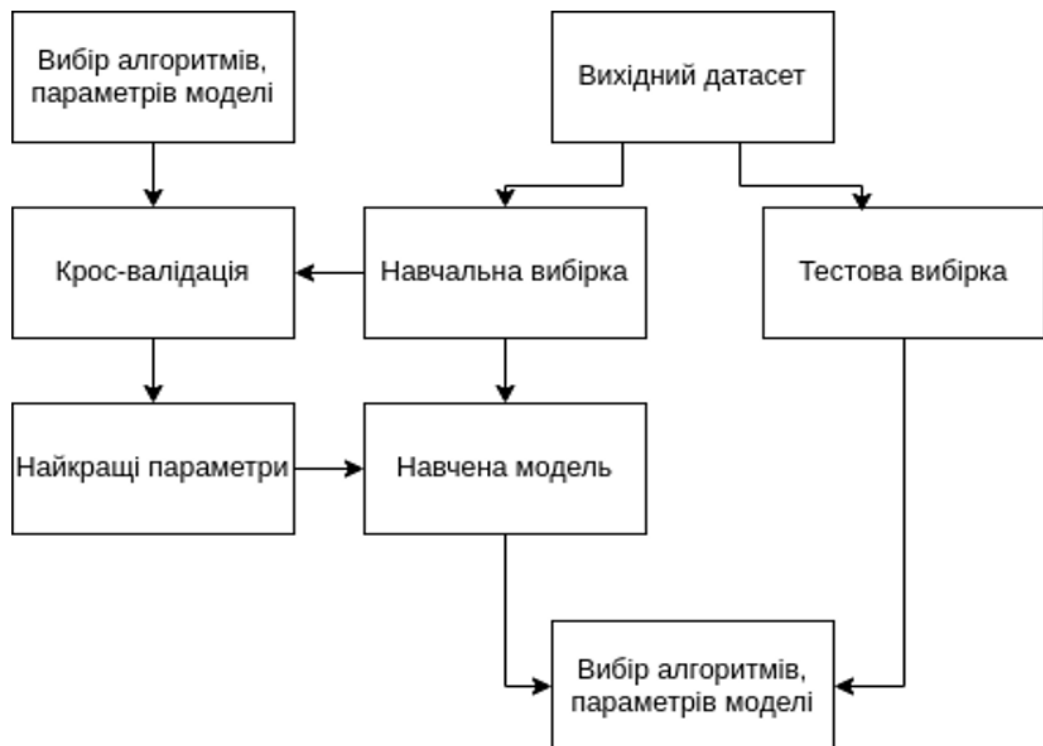 Вибір алгоритмів,
параметрів моделі
Вихідний датасет
Крос-валідація
Навчальна вибірка
Тестова вибірка
Найкращі параметри
Навчена модель
Вибір алгоритмів,
параметрів моделі